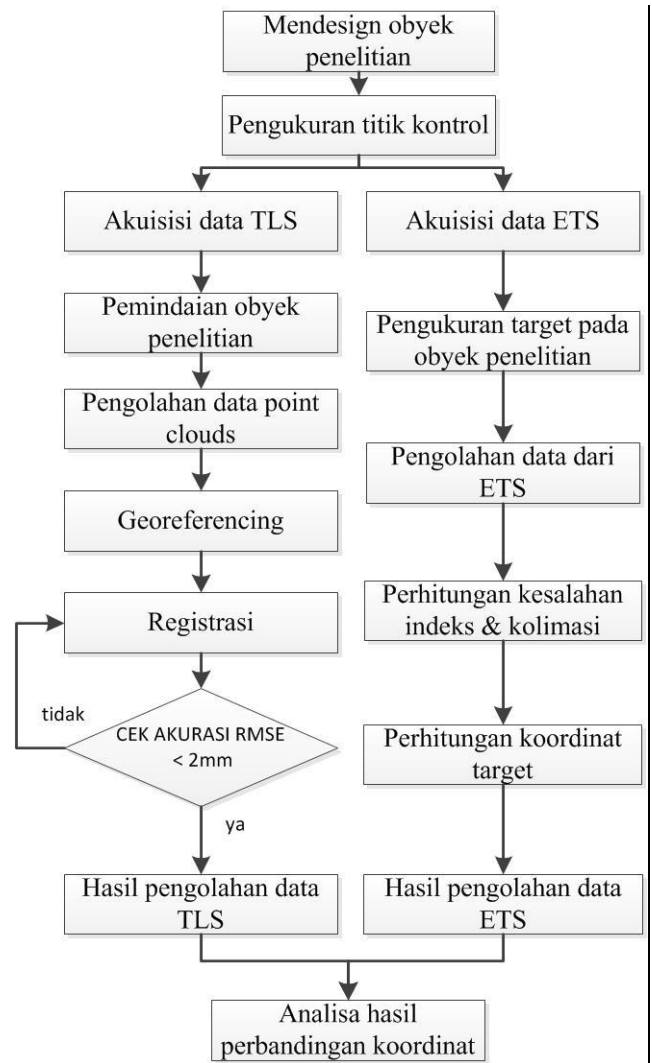 Mendesign obyek
penelitian
Pengukuran titik kontrol
Akuisisi data TLS
Pemindaian obyek
penelitian
Pengolahan data point
clouds
Georeferencing
Registrasi
tidak
CEK AKURASI RMSE
< 2mm
ya
Hasil pengolahan data
TLS
Akuisisi data ETS
Pengukuran target pada
obyek penelitian
Pengolahan data dari
ETS
Perhitungan kesalahan
indeks & kolimasi
Perhitungan koordinat
target
Hasil pengolahan data
ETS
Analisa hasil
perbandingan koordinat